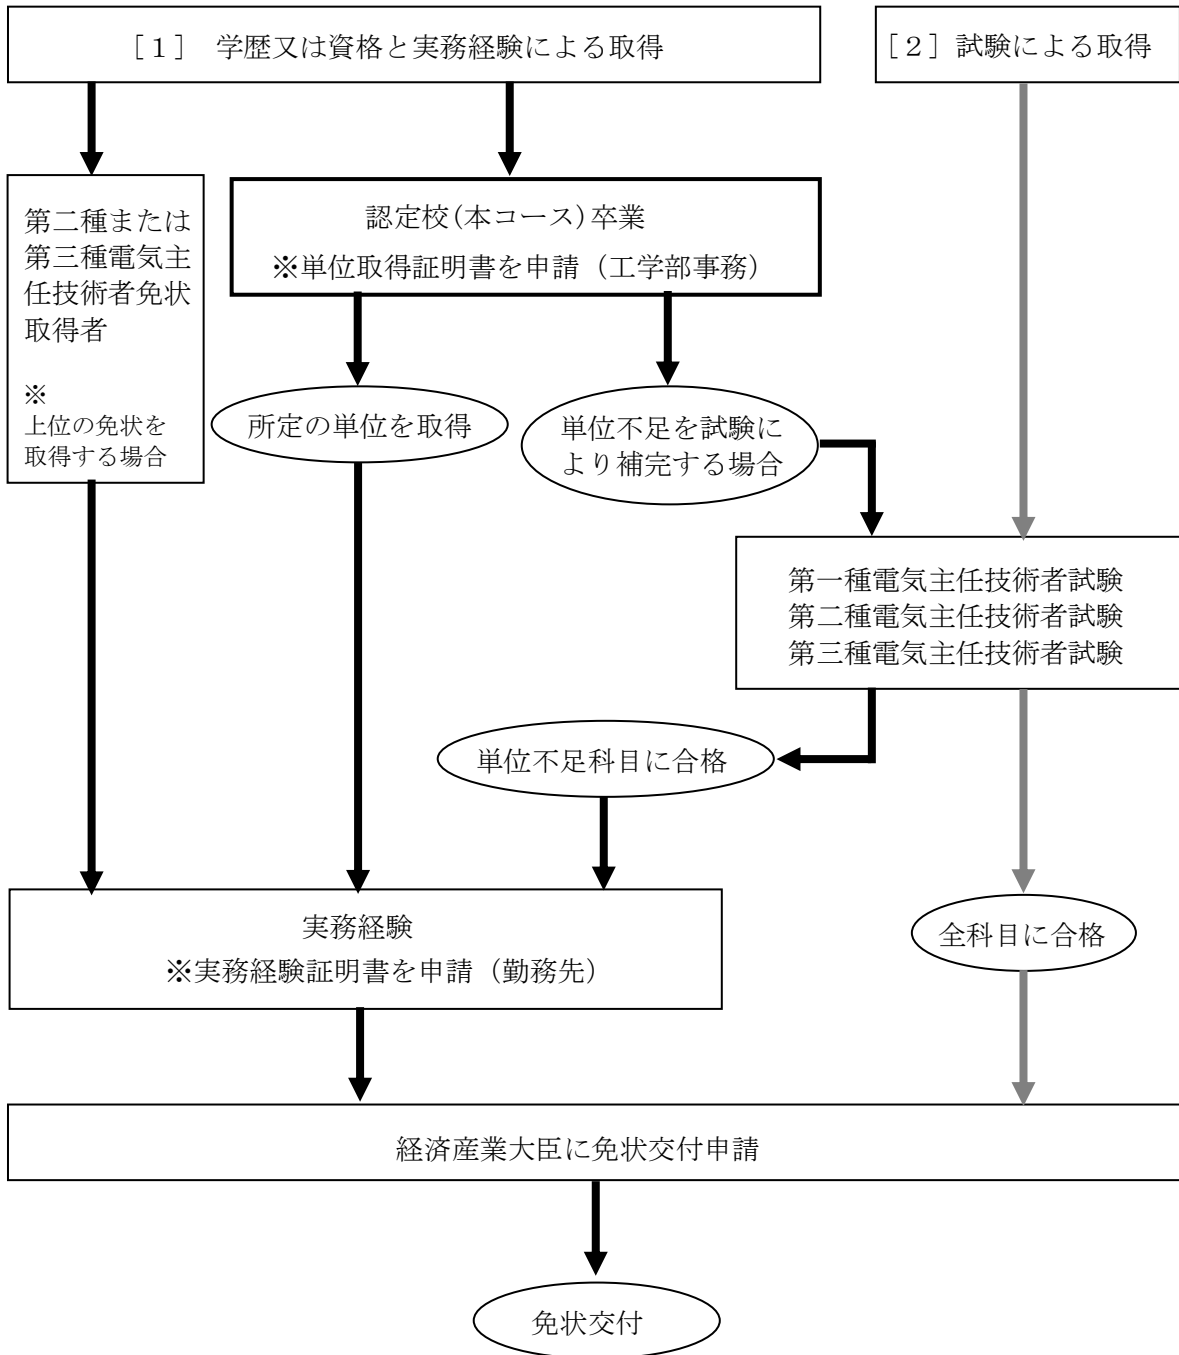 ［１］ 学歴又は資格と実務経験による取得
［２］試験による取得
第二種または
第三種電気主
任技術者免状
取得者
※
上位の免状を
取得する場合
認定校(本コース)卒業
※単位取得証明書を申請（工学部事務）
所定の単位を取得
単位不足を試験に
より補完する場合
第一種電気主任技術者試験
第二種電気主任技術者試験
第三種電気主任技術者試験
単位不足科目に合格
実務経験
※実務経験証明書を申請（勤務先）
全科目に合格
経済産業大臣に免状交付申請
免状交付